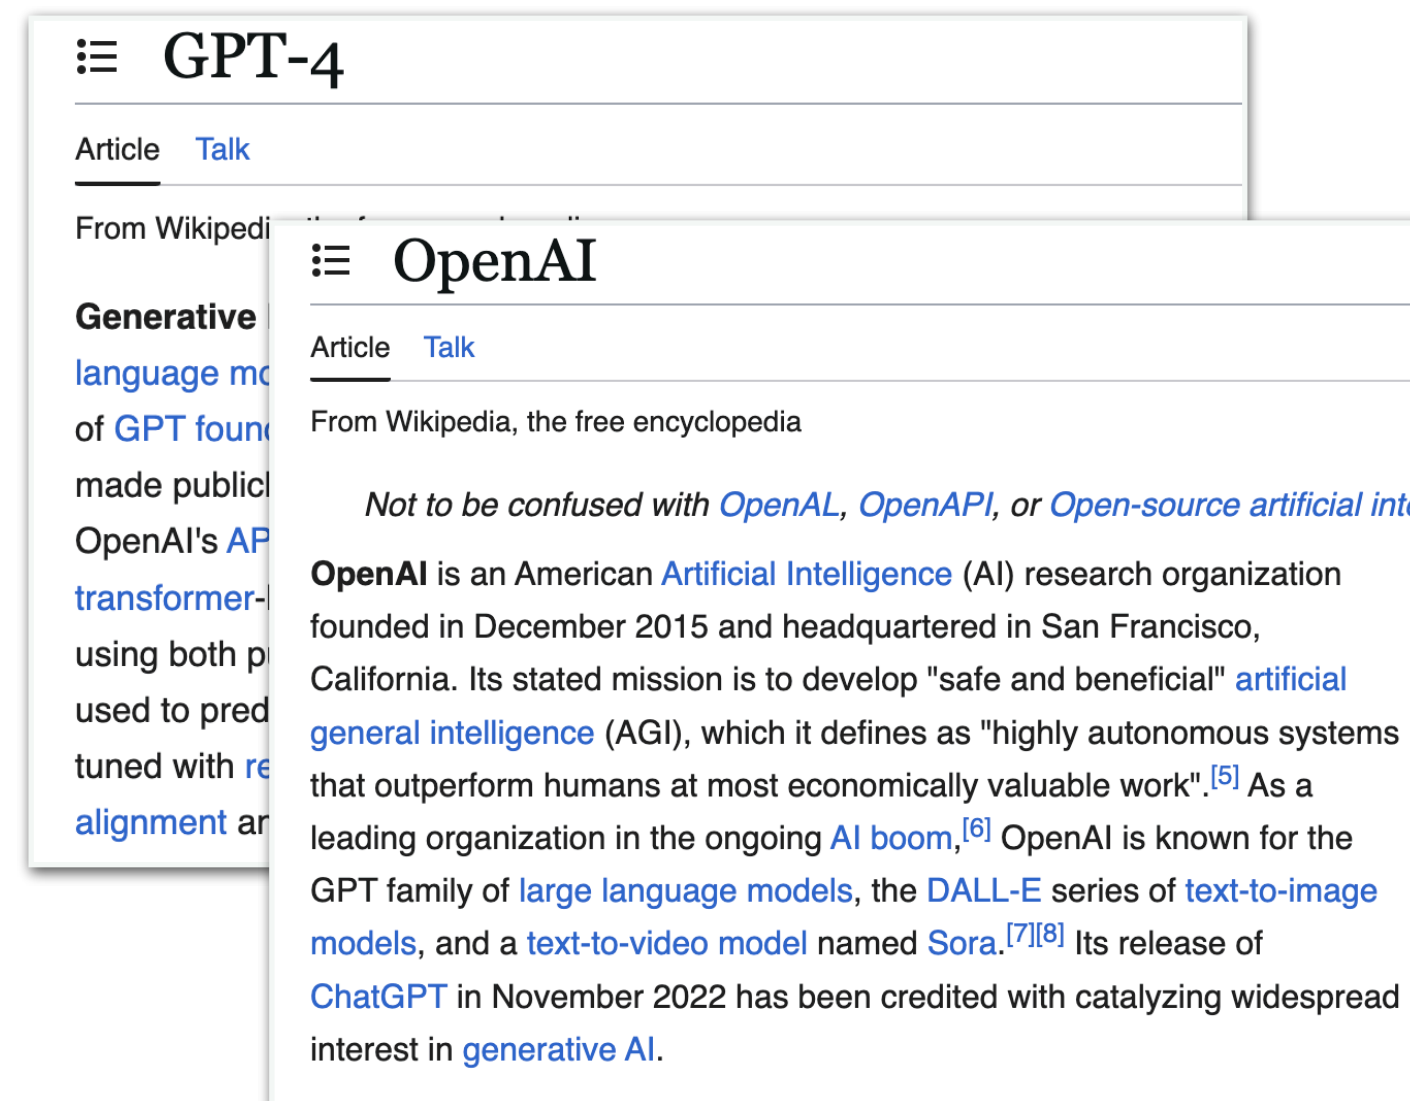 GPT-4
Article Talk
From Wikipedi
Generative
language mo
of GPT found
made publicl
OpenAI's AP
transformer-
using both p
used to pred
tuned with re
alignment an
OpenAI
Article Talk
From Wikipedia, the free encyclopedia
Not to be confused with OpenAL, OpenAPI, or Open-source artificial inte
OpenAI is an American Artificial Intelligence (AI) research organization
founded in December 2015 and headquartered in San Francisco,
California. Its stated mission is to develop "safe and beneficial" artificial
general intelligence (AGI), which it defines as "highly autonomous systems
that outperform humans at most economically valuable work".[5] As a
leading organization in the ongoing AI boom,[6] OpenAI is known for the
GPT family of large language models, the DALL-E series of text-to-image
models, and a text-to-video model named Sora.[7][8] Its release of
ChatGPT in November 2022 has been credited with catalyzing widespread
interest in generative AI.